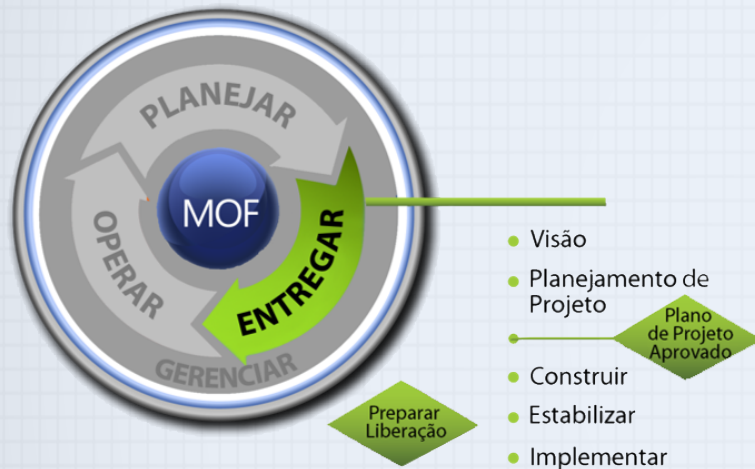 PLANEJAR
MOF
OPERAR
ENTREGAR
GERENCIAR
Visão
Planejamento de
Projeto
Plano
de Projeto
Aprovado
Construir
Preparar
Liberação
Estabilizar
Implementar